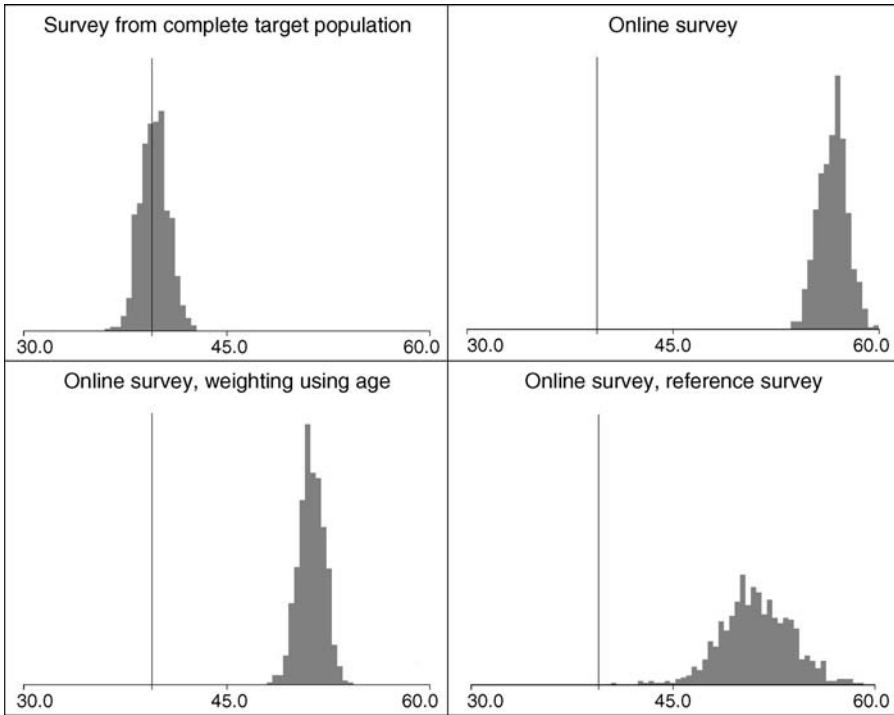 Survey from complete target population
Online survey
30.0 45.0 60.0
30.0 45.0 60.0
Online survey, weighting using age
Online survey, reference survey
30.0 45.0 60.0
30.0 45.0 60.0